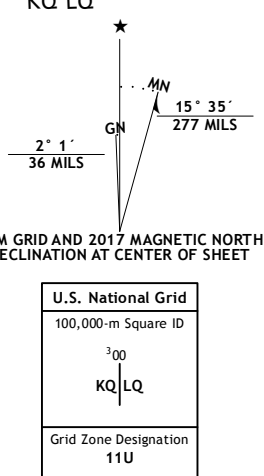 KQ LQ
★
MN
GN
15° 35´
277 MILS
2° 1´
36 MILS
M GRID AND 2017 MAGNETIC NORTH
ECLINATION AT CENTER OF SHEET
U.S. National Grid
100,000-m Square ID
³00
KQ LQ
Grid Zone Designation
11U